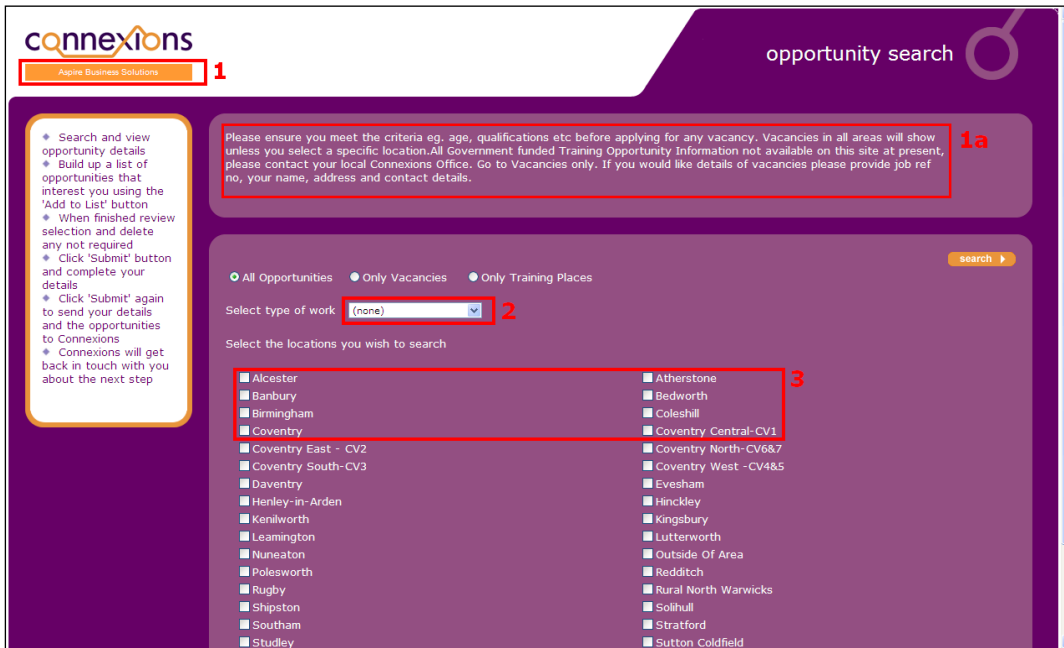 connexions
opportunity search
Aspire Business Solutions
1
Search and view
opportunity details
Build up a list of
opportunities that
interest you using the
'Add to List' button
When finished review
selection and delete
any not required
Click 'Submit' button
and complete your
details
Click 'Submit' again
to send your details
and the opportunities
to Connexions
Connexions will get
back in touch with you
about the next step
Please ensure you meet the criteria eg. age, qualifications etc before applying for any vacancy. Vacancies in all areas will show
unless you select a specific location.All Government funded Training Opportunity Information not available on this site at present,
please contact your local Connexions Office. Go to Vacancies only. If you would like details of vacancies please provide job ref
no, your name, address and contact details.
1a
search
All Opportunities Only Vacancies Only Training Places
Select type of work (none) 2
Select the locations you wish to search
Alcester Atherstone 3
Banbury Bedworth
Birmingham Coleshill
Coventry Coventry Central-CV1
Coventry East - CV2 Coventry North-CV6&7
Coventry South-CV3 Coventry West -CV4&5
Daventry Evesham
Henley-in-Arden Hinckley
Kenilworth Kingsbury
Leamington Lutterworth
Nuneaton Outside Of Area
Polesworth Redditch
Rugby Rural North Warwicks
Shipston Solihull
Southam Stratford
Studley Sutton Coldfield